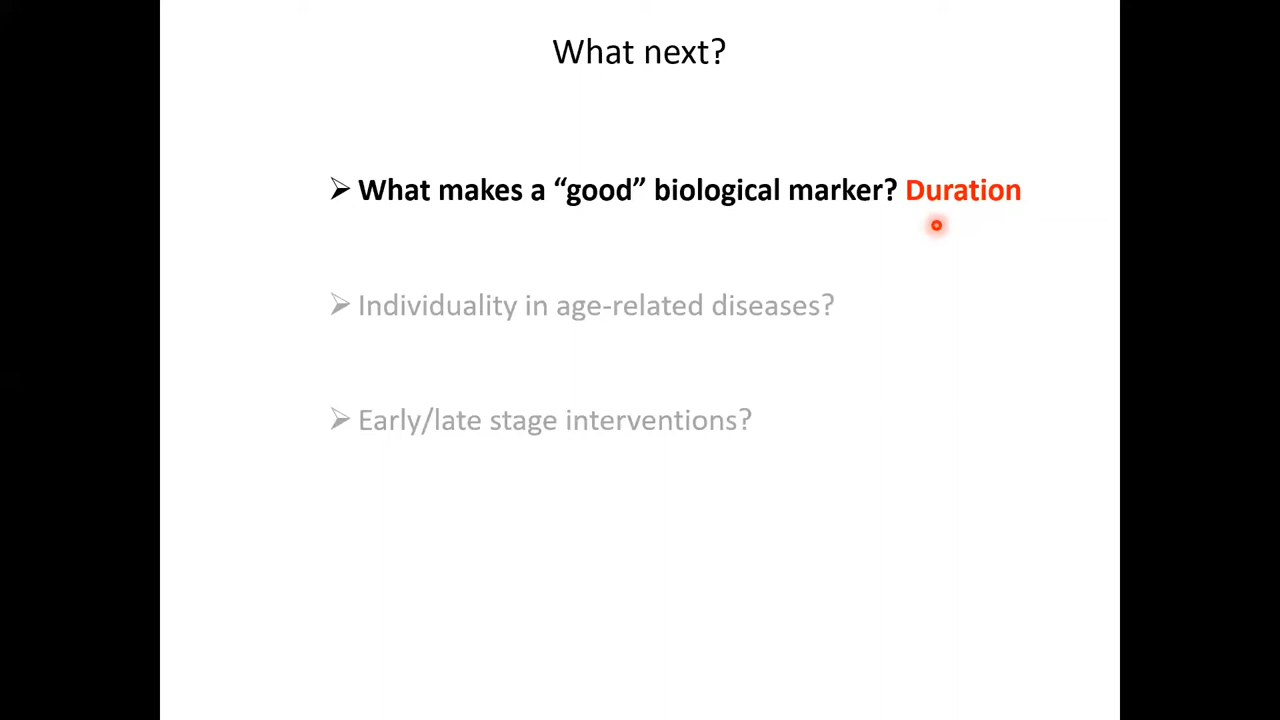 What next?
➢ What makes a “good” biological marker? Duration
➢ Individuality in age-related diseases?
➢ Early/late stage interventions?